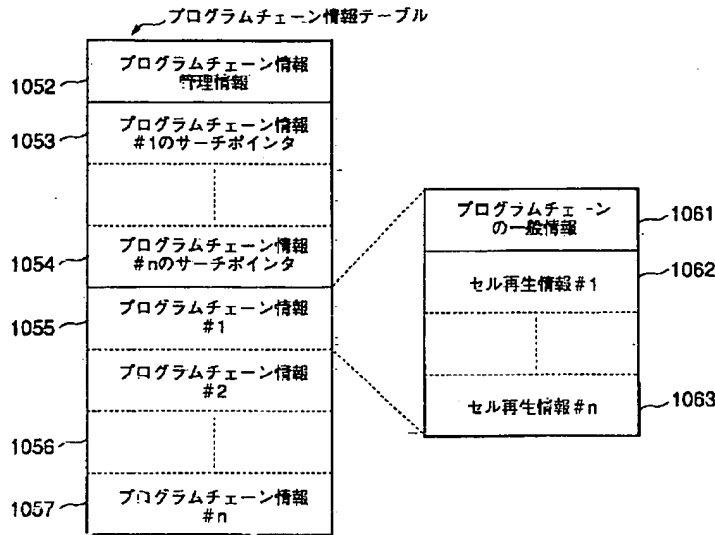 プログラムチェーン情報テーブル
プログラムチェーン情報
管理情報
1052
プログラムチェーン情報
#1のサーチポインタ
1053
プログラムチェーン情報
#nのサーチポインタ
1054
プログラムチェーン情報
#1
1055
プログラムチェーン情報
#2
1056
プログラムチェーン情報
#n
1057
プログラムチェーン
の一般情報
1061
セル再生情報#1
1062
セル再生情報#n
1063